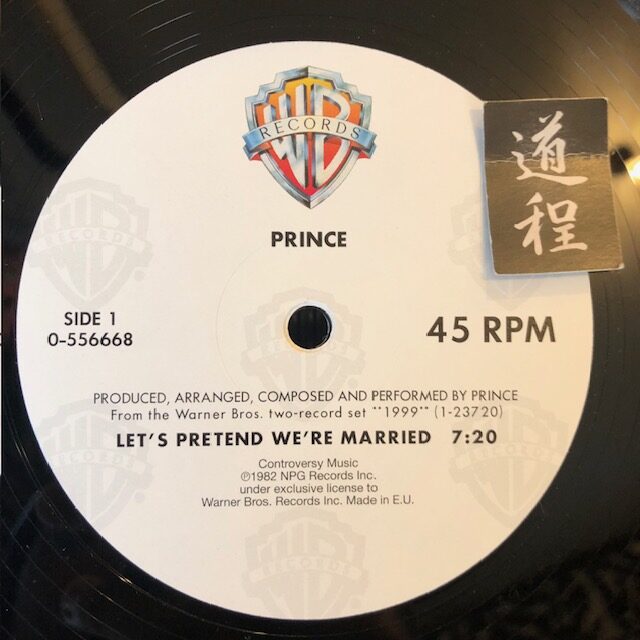 WB
RECORDS
PRINCE
道程
SIDE 1
0-556668
45 RPM
PRODUCED, ARRANGED, COMPOSED AND PERFORMED BY PRINCE
From the Warner Bros. two-record set ""1999"" (1-23720)
LET'S PRETEND WE'RE MARRIED 7:20
Controversy Music
℗1982 NPG Records Inc.
under exclusive license to
Warner Bros. Records Inc. Made in E.U.